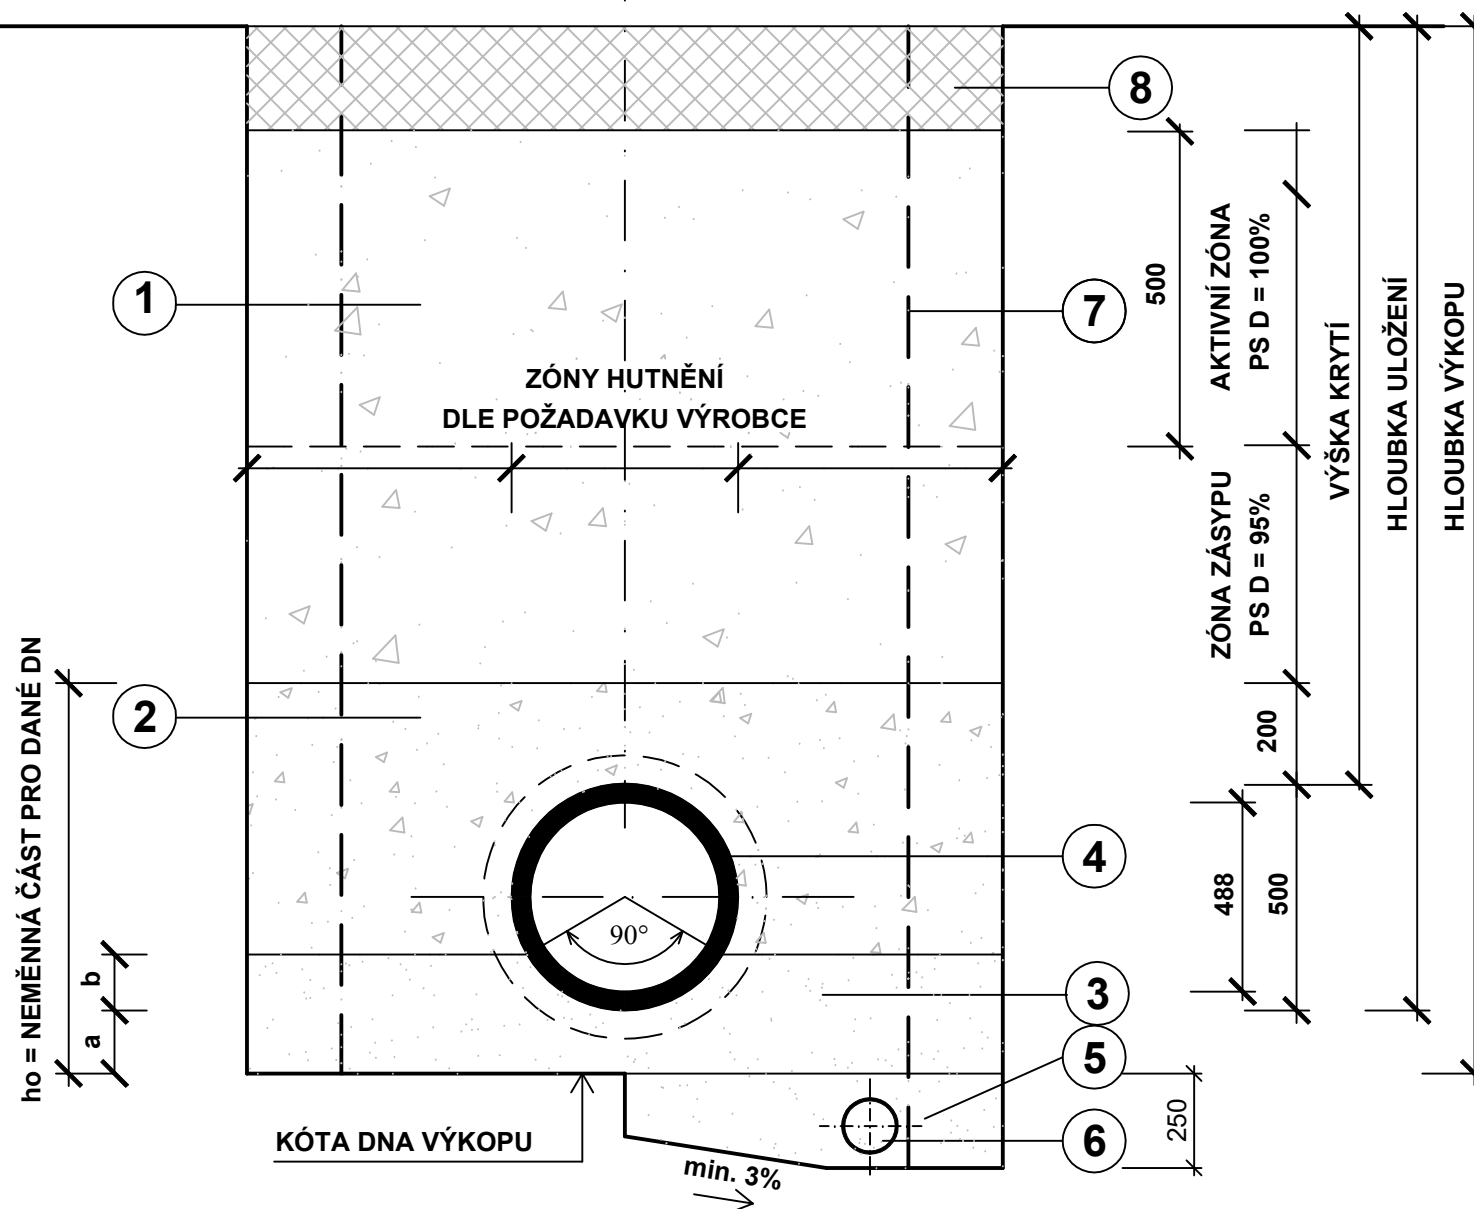 8
1
7
500
AKTIVNÍ ZÓNA
PS D = 100%
VÝŠKA KRYTÍ
HLOUBKA ULOŽENÍ
HLOUBKA VÝKOPU
ZÓNY HUTNĚNÍ
DLE POŽADAVKU VÝROBCE
ZÓNA ZÁSYPU
PS D = 95%
ho = NEMĚNNÁ ČÁST PRO DANÉ DN
2
200
4
488
500
90°
b
a
3
5
6
250
KÓTA DNA VÝKOPU
min. 3%